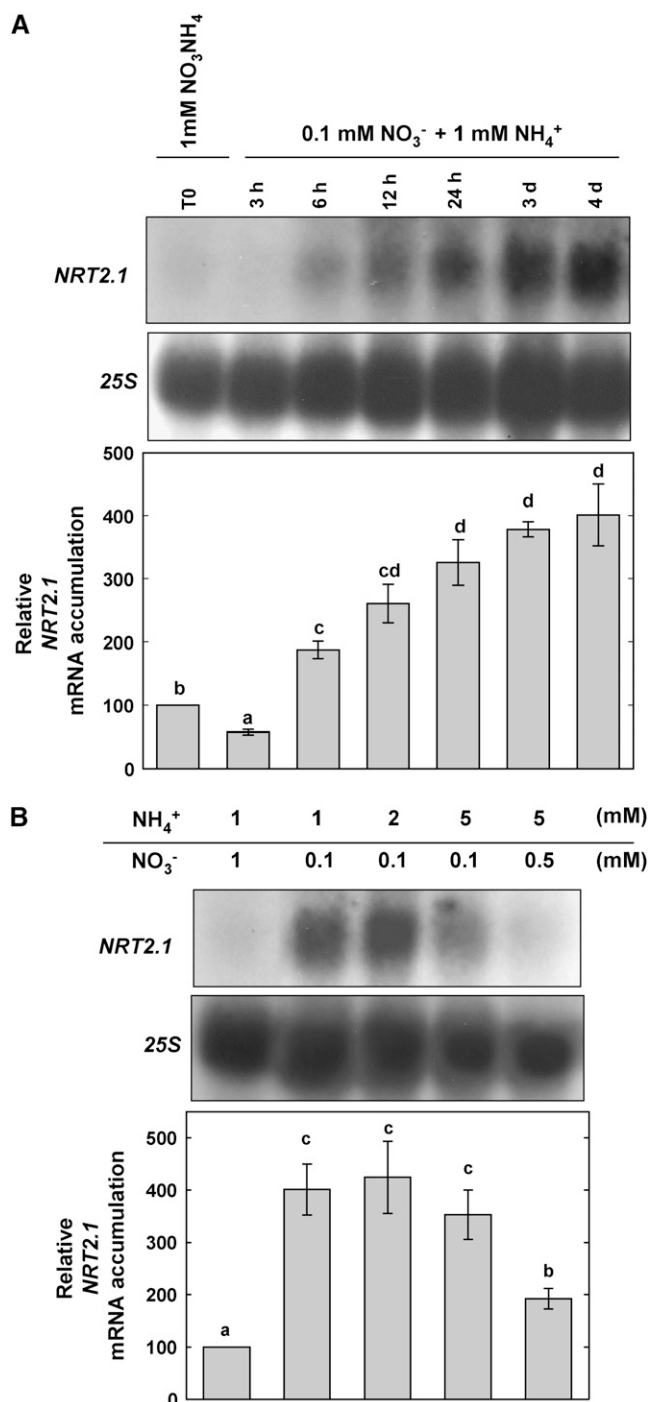 A
1mM NO₃NH₄
0.1 mM NO₃⁻ + 1 mM NH₄⁺
T0 3 h 6 h 12 h 24 h 3 d 4 d
NRT2.1
25S
500
400
300
200
100
0
Relative
NRT2.1
mRNA accumulation
b a c cd d d d
B
NH₄⁺ 1 1 2 5 5 (mM)
NO₃⁻ 1 0.1 0.1 0.1 0.5 (mM)
NRT2.1
25S
500
400
300
200
100
0
Relative
NRT2.1
mRNA accumulation
a c c c b